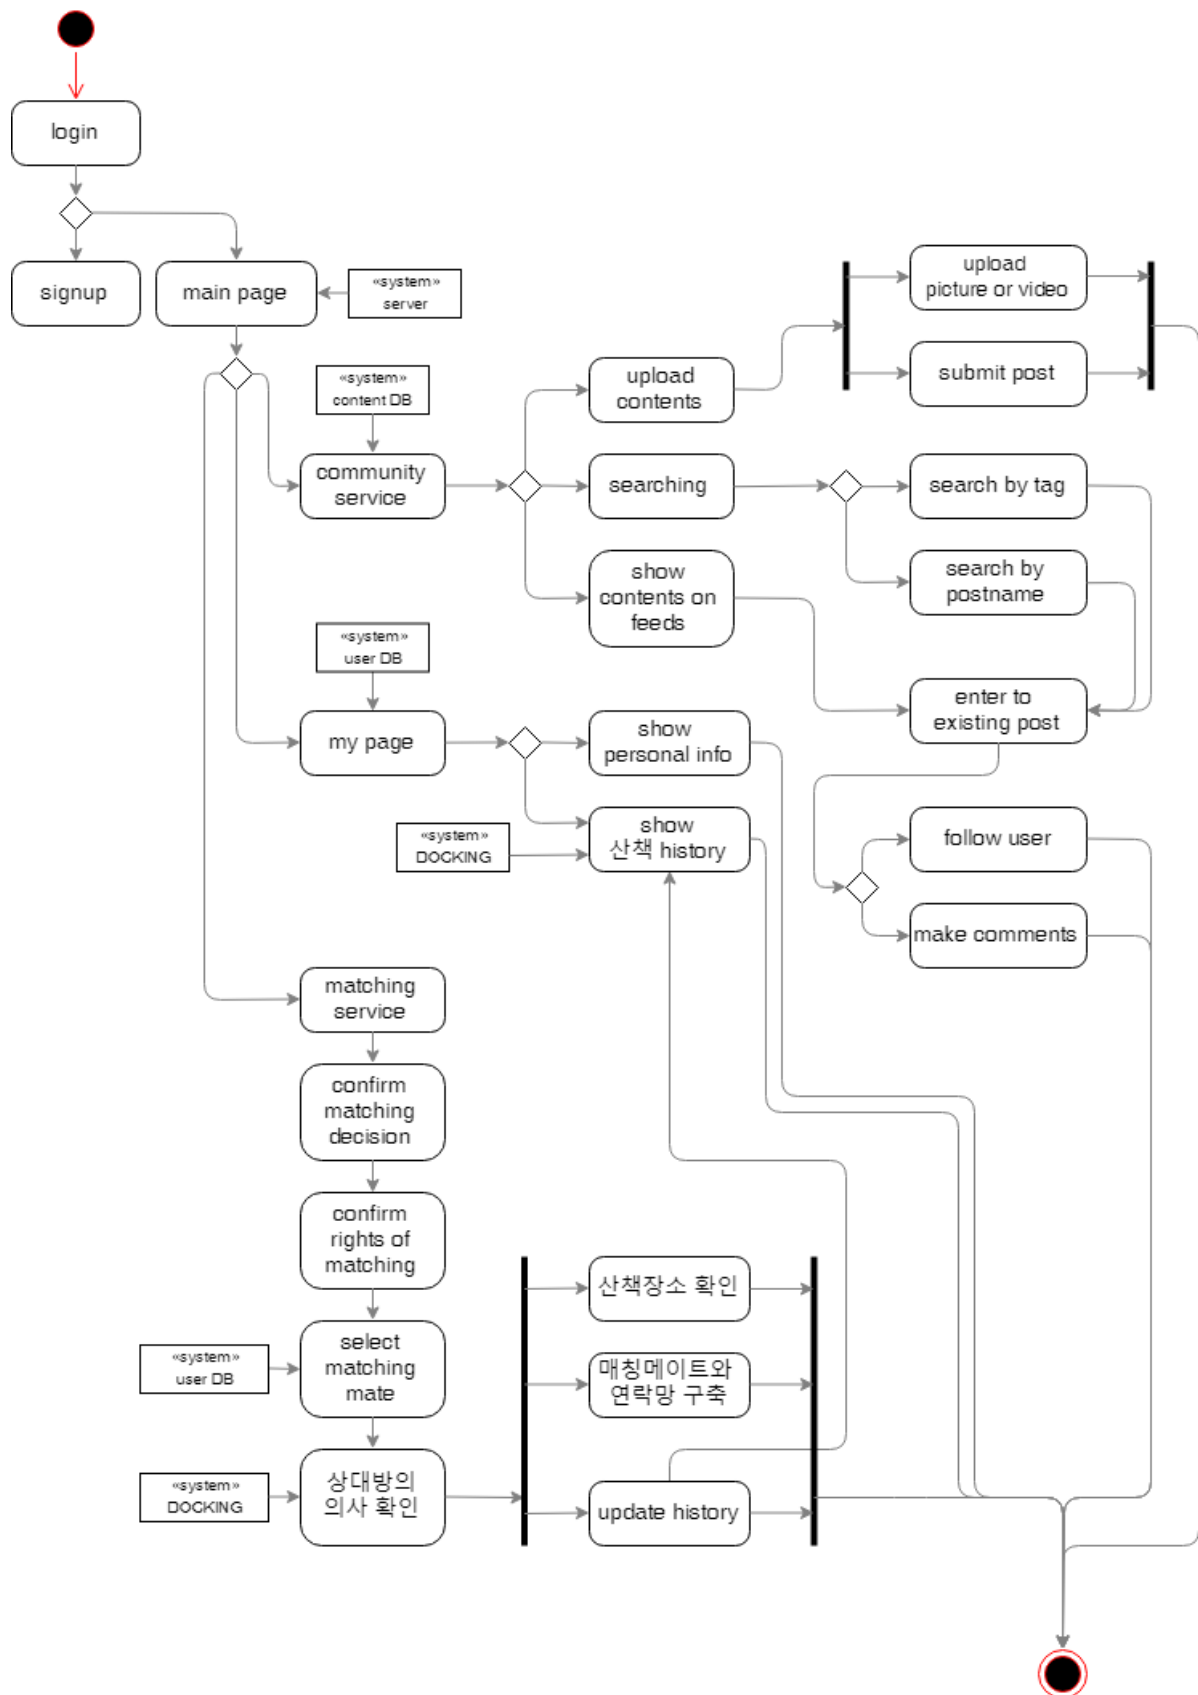 login
signup
main page
«system»
server
«system»
content DB
community
service
upload
contents
upload
picture or video
submit post
searching
search by tag
search by
postname
show
contents on
feeds
enter to
existing post
«system»
user DB
my page
show
personal info
«system»
DOCKING
show
산책 history
follow user
make comments
matching
service
confirm
matching
decision
confirm
rights of
matching
«system»
user DB
select
matching
mate
«system»
DOCKING
상대방의
의사 확인
산책장소 확인
매칭메이트와
연락망 구축
update history